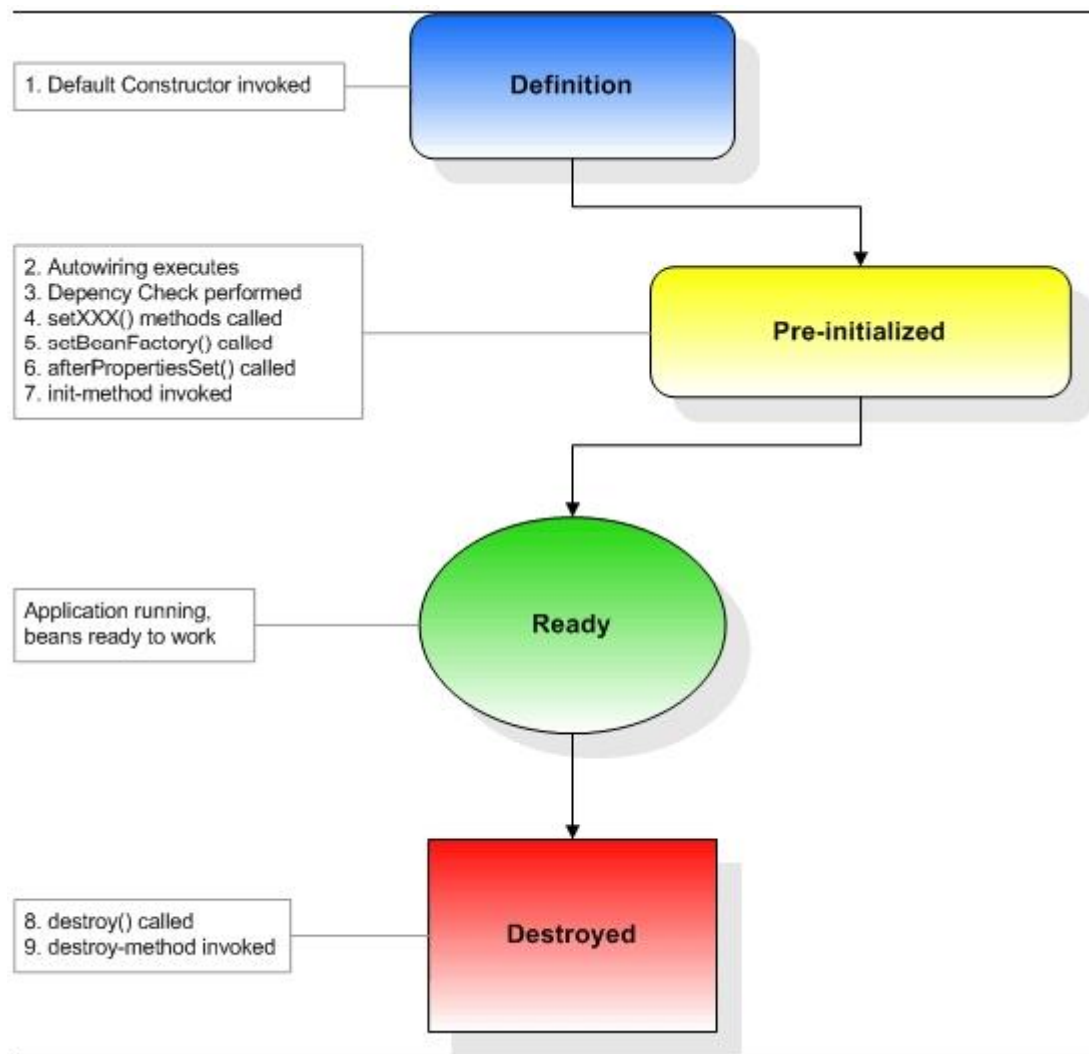 1. Default Constructor invoked
Definition
2. Autowiring executes
3. Depency Check performed
4. setXXX() methods called
5. setBeanFactory() called
6. afterPropertiesSet() called
7. init-method invoked
Pre-initialized
Application running,
beans ready to work
Ready
8. destroy() called
9. destroy-method invoked
Destroyed